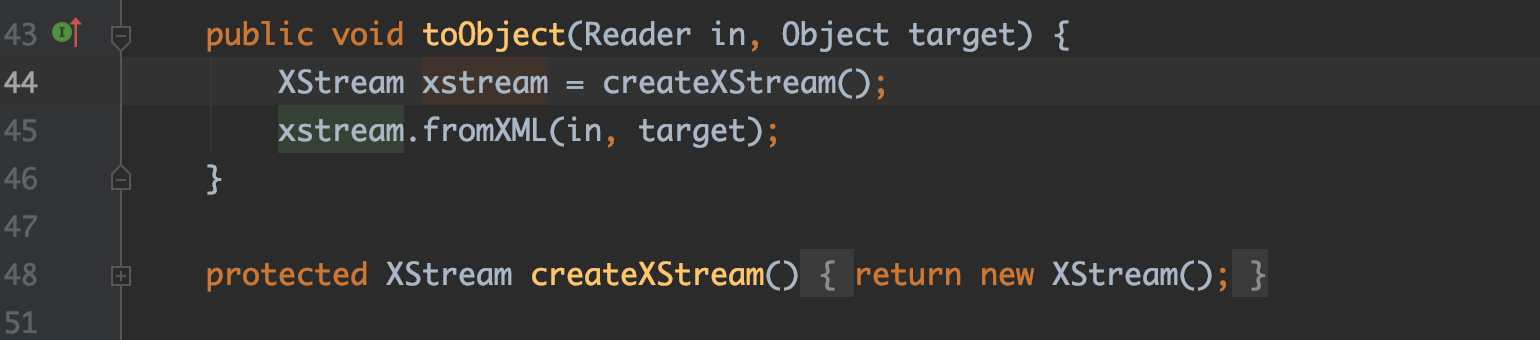 43 I public void toObject(Reader in, Object target) {
44 XStream xstream = createXStream();
45 xstream.fromXML(in, target);
46 }
47
48 protected XStream createXStream() { return new XStream(); }
51